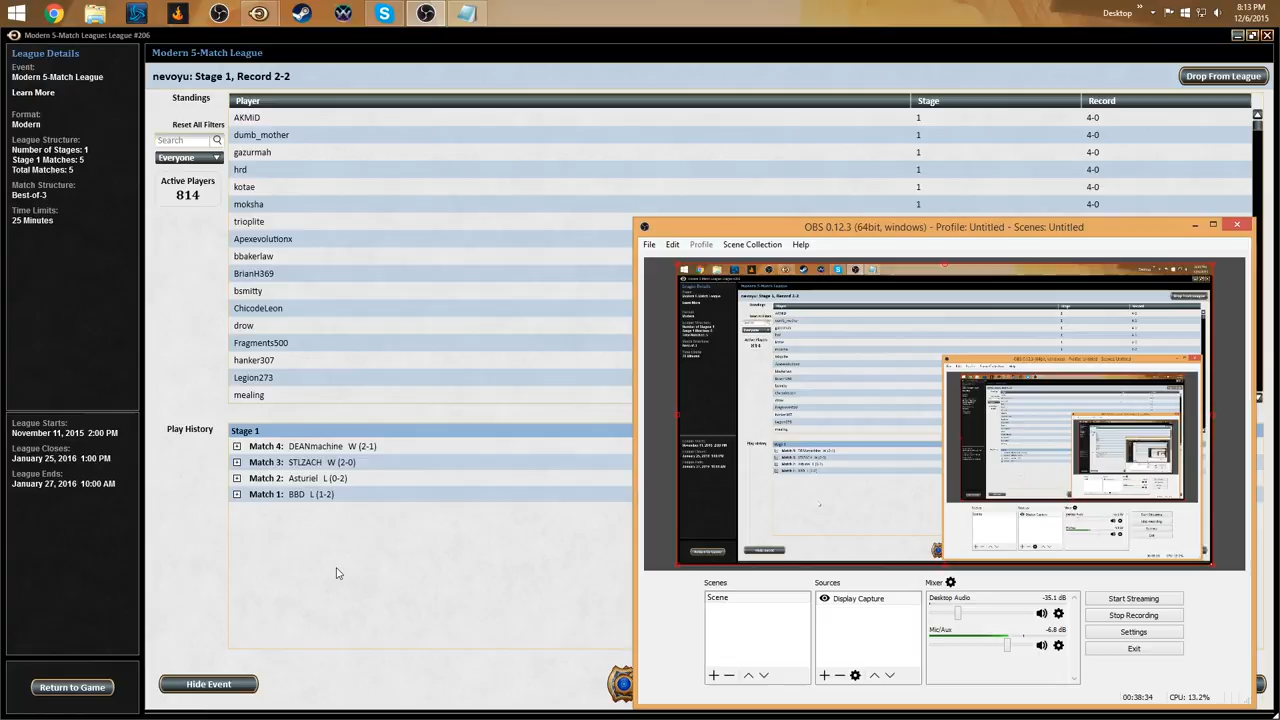 Desktop
8:13 PM
12/6/2015
Modern 5-Match League: League #206
League Details
Event:
Modern 5-Match League
Learn More
Format:
Modern
League Structure:
Number of Stages: 1
Stage 1 Matches: 5
Total Matches: 5
Match Structure:
Best-of-3
Time Limits:
25 Minutes
League Starts:
November 11, 2015 2:00 PM
League Closes:
January 25, 2016 1:00 PM
League Ends:
January 27, 2016 10:00 AM
Return to Game
Modern 5-Match League
nevoyu: Stage 1, Record 2-2
Drop From League
Standings
Reset All Filters
Search
Everyone
Active Players
814
Player Stage Record
AKMID 1 4-0
dumb_mother 1 4-0
gazurmah 1 4-0
hrd 1 4-0
kotae 1 4-0
moksha 1 4-0
trioplite
Apexevolutionx
bbakerlaw
BrianH369
bsmitty
ChicodeLeon
drow
Fragments500
hanker307
Legion273
mealing
Play History
Stage 1
Match 4: DKmurmachine W (2-1)
Match 3: STLZACH W (2-0)
Match 2: Asturiel L (0-2)
Match 1: BBD L (1-2)
Hide Event
OBS 0.12.3 (64bit, windows) - Profile: Untitled - Scenes: Untitled
File Edit Profile Scene Collection Help
Scenes
Scene
Sources
Display Capture
Mixer
Desktop Audio -35.1 dB
Mic/Aux -6.8 dB
Start Streaming
Stop Recording
Settings
Exit
00:38:34 CPU: 13.2%